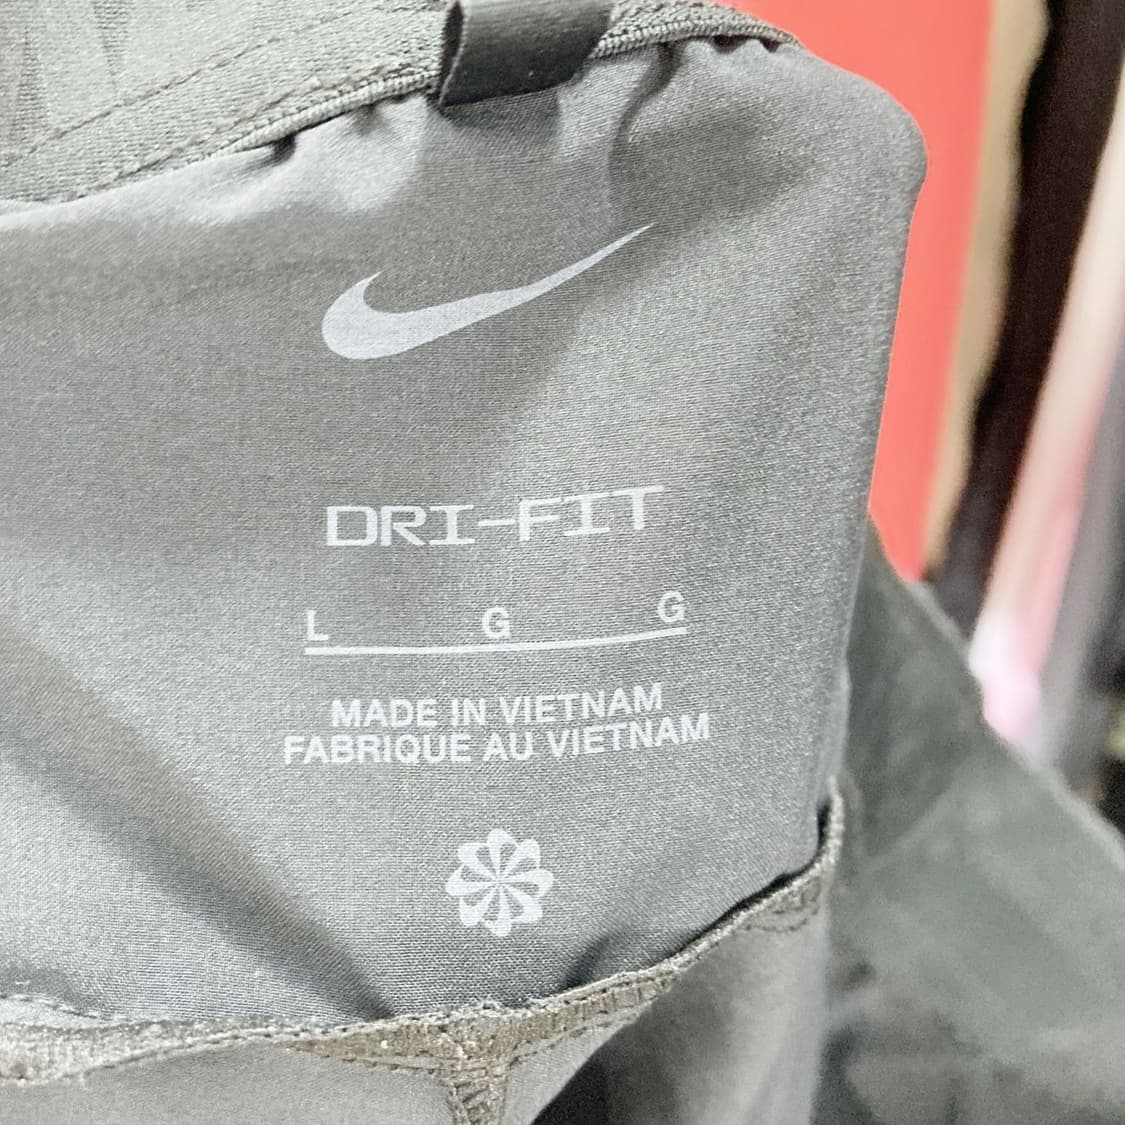 DRI-FIT
L G G
MADE IN VIETNAM
FABRIQUE AU VIETNAM